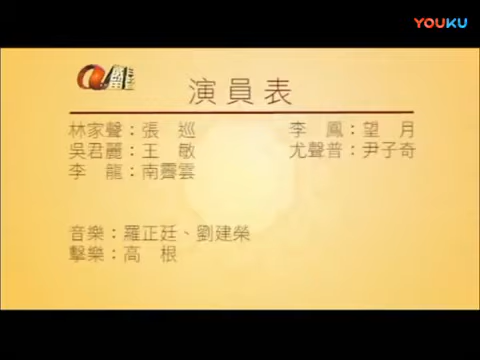 YOUKU
演員表
林家聲：張　巡　　李　鳳：望　月
吳君麗：王　敏　　尤聲普：尹子奇
李　龍：南霽雲
音樂：羅正廷、劉建榮
擊樂：高　根